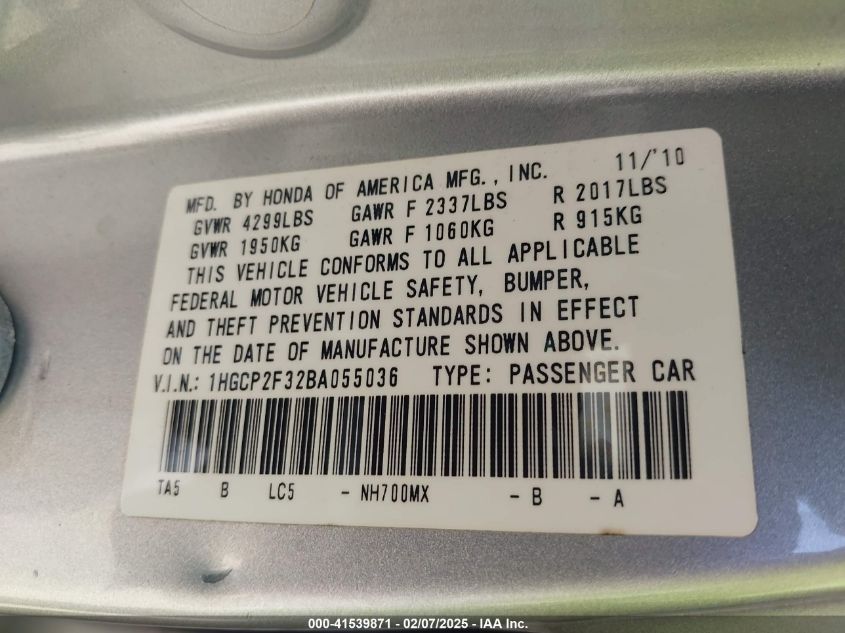 MFD. BY HONDA OF AMERICA MFG., INC. 11/'10
GVWR 4299LBS GAWR F 2337LBS R 2017LBS
GVWR 1950KG GAWR F 1060KG R 915KG
THIS VEHICLE CONFORMS TO ALL APPLICABLE
FEDERAL MOTOR VEHICLE SAFETY, BUMPER,
AND THEFT PREVENTION STANDARDS IN EFFECT
ON THE DATE OF MANUFACTURE SHOWN ABOVE.
V.I.N.: 1HGCP2F32BA055036 TYPE: PASSENGER CAR
TA5 B LC5 - NH700MX - B - A
000-41539871 — 02/07/2025 - IAA Inc.